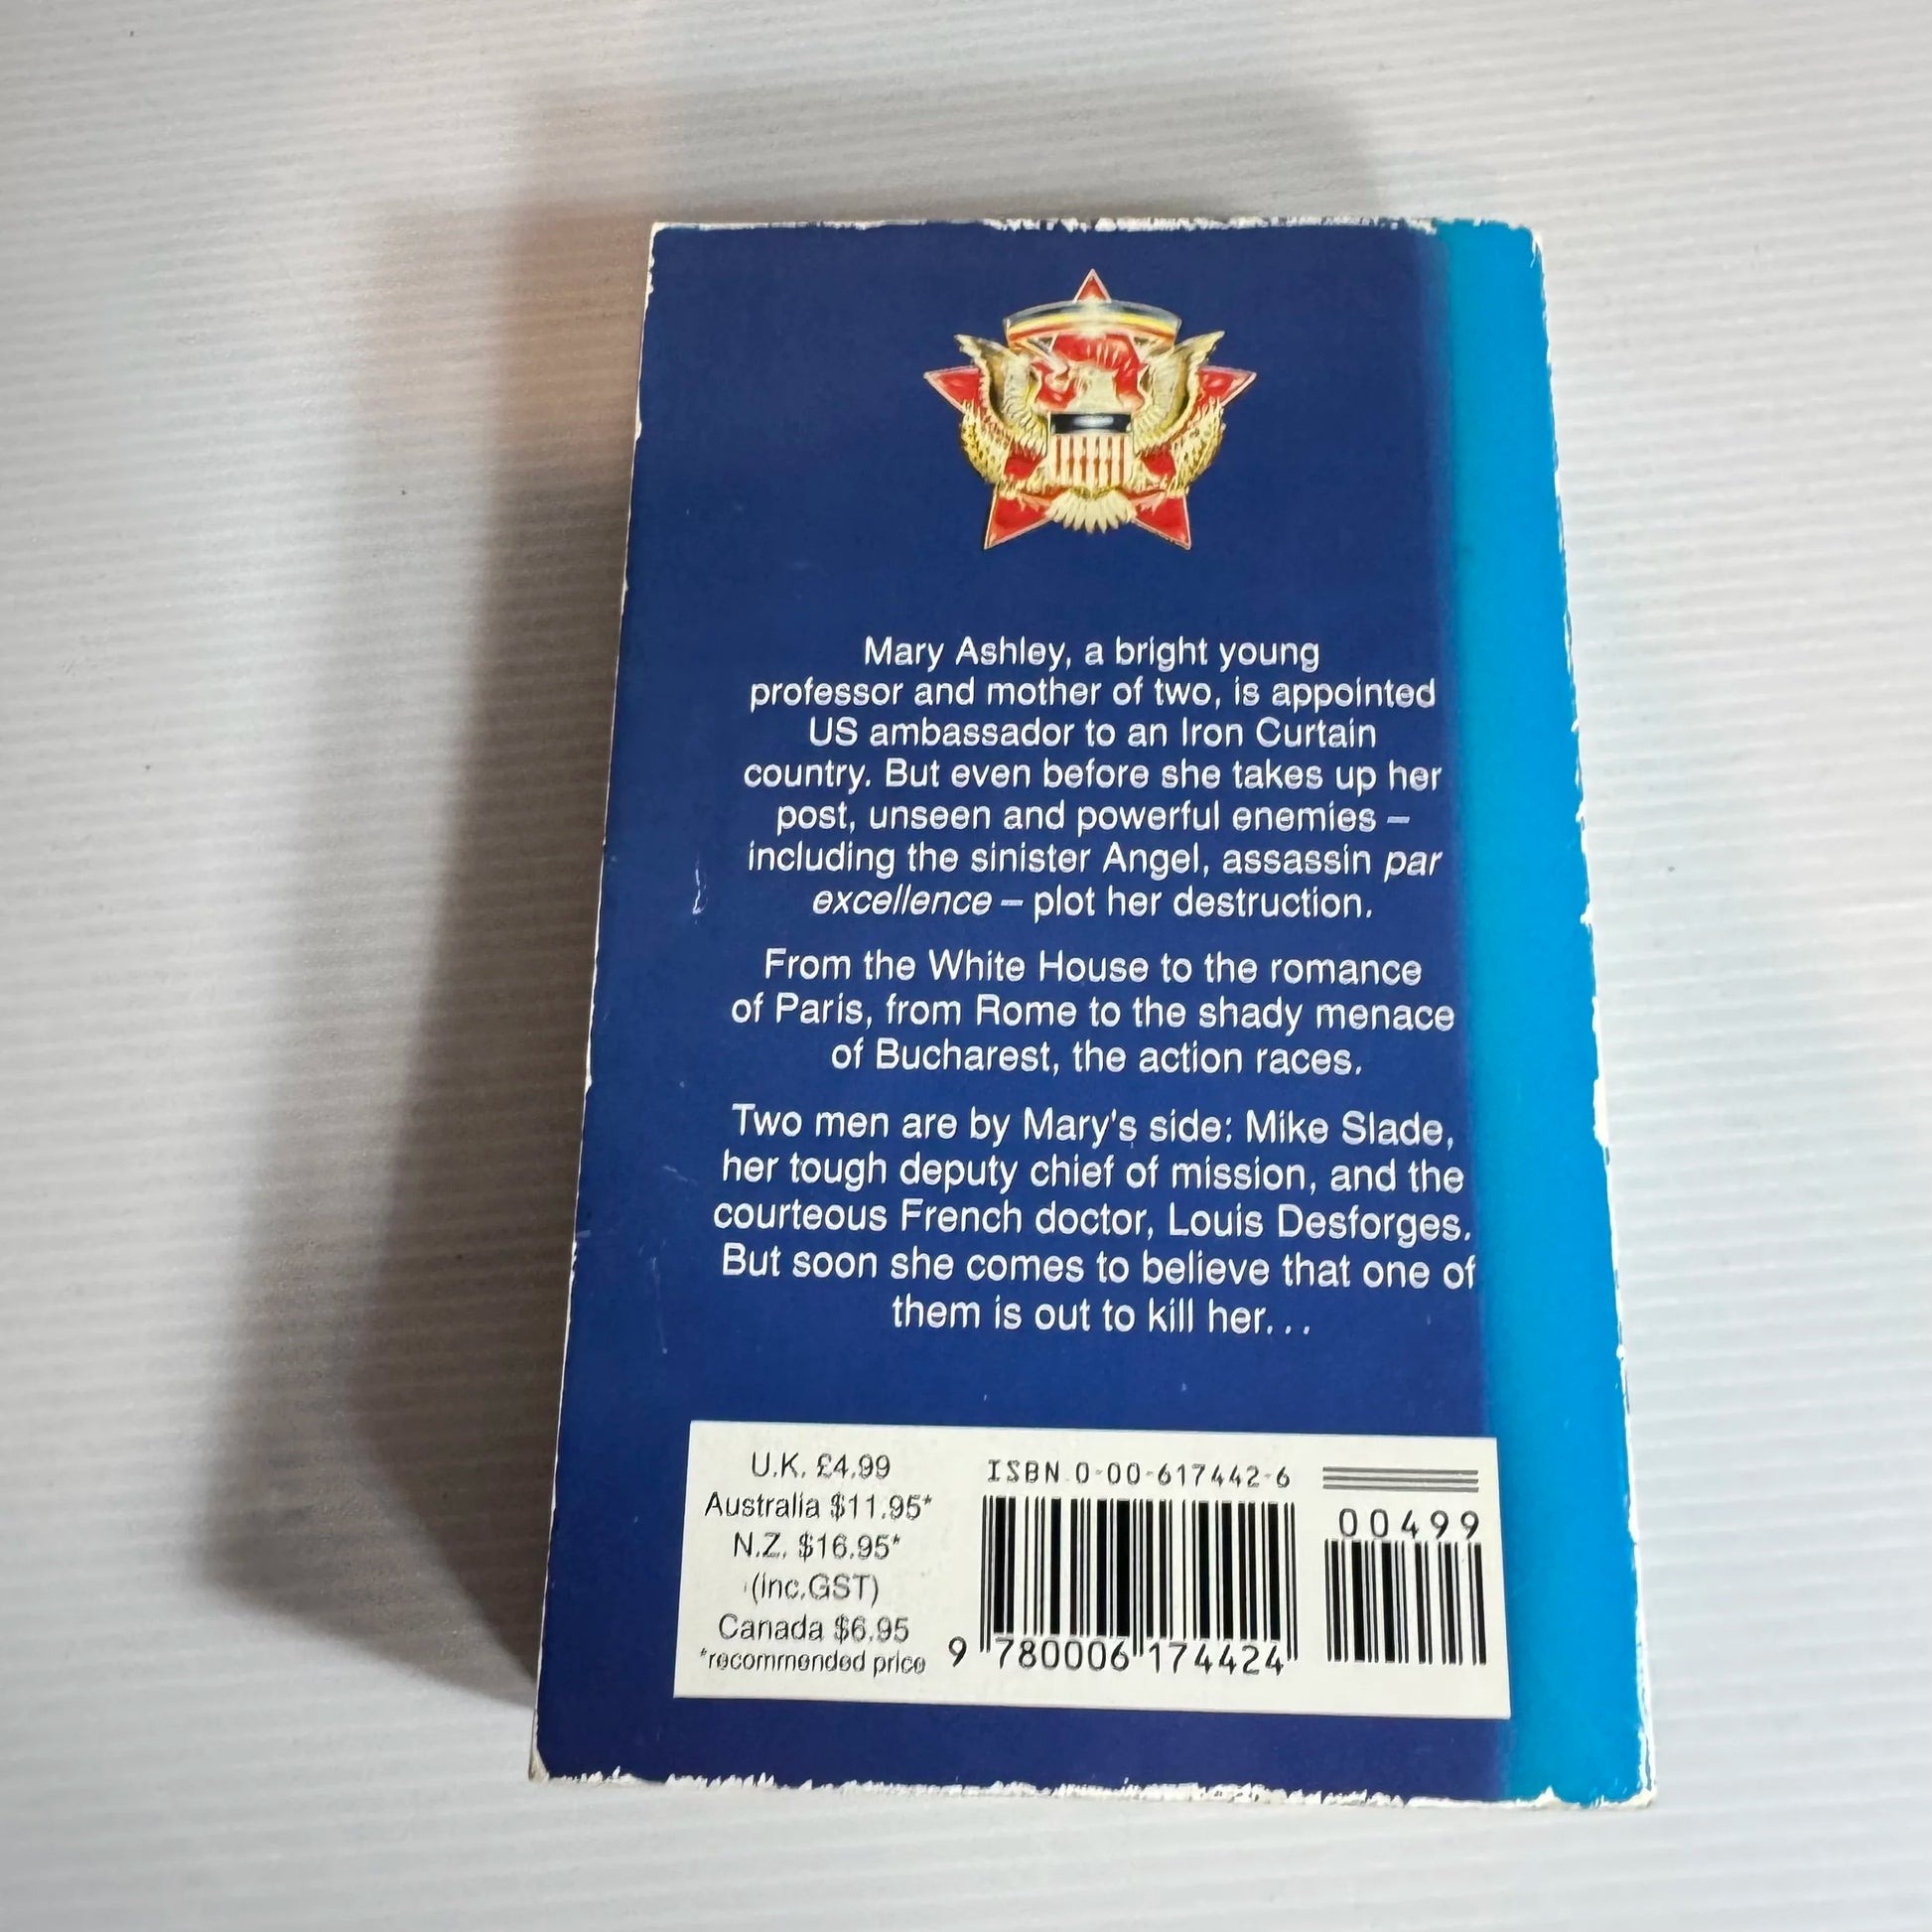 Mary Ashley, a bright young
professor and mother of two, is appointed
US ambassador to an Iron Curtain
country. But even before she takes up her
post, unseen and powerful enemies –
including the sinister Angel, assassin par
excellence – plot her destruction.
From the White House to the romance
of Paris, from Rome to the shady menace
of Bucharest, the action races.
Two men are by Mary's side: Mike Slade,
her tough deputy chief of mission, and the
courteous French doctor, Louis Desforges.
But soon she comes to believe that one of
them is out to kill her...
U.K. £4.99
Australia $11.95*
N.Z. $16.95*
(inc.GST)
Canada $6.95
*recommended price
ISBN 0-00-617442-6
9 780006 174424
00499